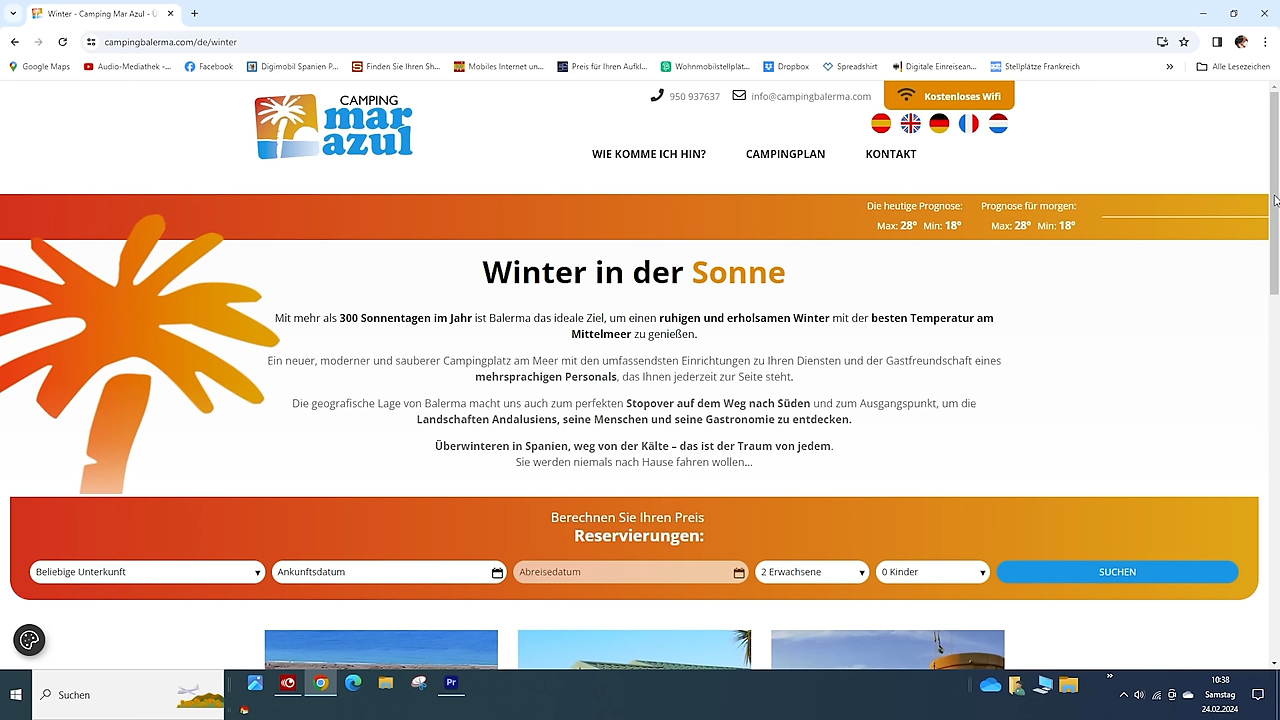 Winter - Camping Mar Azul - Ü
campingbalerma.com/de/winter
Google Maps
Audio-Mediathek -...
Facebook
Digimobil Spanien P...
Finden Sie Ihren Sh...
Mobiles Internet un...
Preis für Ihren Aufkl...
Wohnmobilstellplat...
Dropbox
Spreadshirt
Digitale Einreisean...
Stellplätze Frankreich
»
Alle Lesezeichen
CAMPING
mar
azul
950 937637
info@campingbalerma.com
Kostenloses Wifi
WIE KOMME ICH HIN?
CAMPINGPLAN
KONTAKT
Die heutige Prognose: Prognose für morgen:
Max: 28° Min: 18° Max: 28° Min: 18°
Winter in der Sonne
Mit mehr als 300 Sonnentagen im Jahr ist Balerma das ideale Ziel, um einen ruhigen und erholsamen Winter mit der besten Temperatur am
Mittelmeer zu genießen.
Ein neuer, moderner und sauberer Campingplatz am Meer mit den umfassendsten Einrichtungen zu Ihren Diensten und der Gastfreundschaft eines
mehrsprachigen Personals, das Ihnen jederzeit zur Seite steht.
Die geografische Lage von Balerma macht uns auch zum perfekten Stopover auf dem Weg nach Süden und zum Ausgangspunkt, um die
Landschaften Andalusiens, seine Menschen und seine Gastronomie zu entdecken.
Überwinteren in Spanien, weg von der Kälte – das ist der Traum von jedem.
Sie werden niemals nach Hause fahren wollen...
Berechnen Sie Ihren Preis
Reservierungen:
Beliebige Unterkunft
Ankunftsdatum
Abreisedatum
2 Erwachsene
0 Kinder
SUCHEN
Suchen
Pr
»
10:38
Samstag
24.02.2024